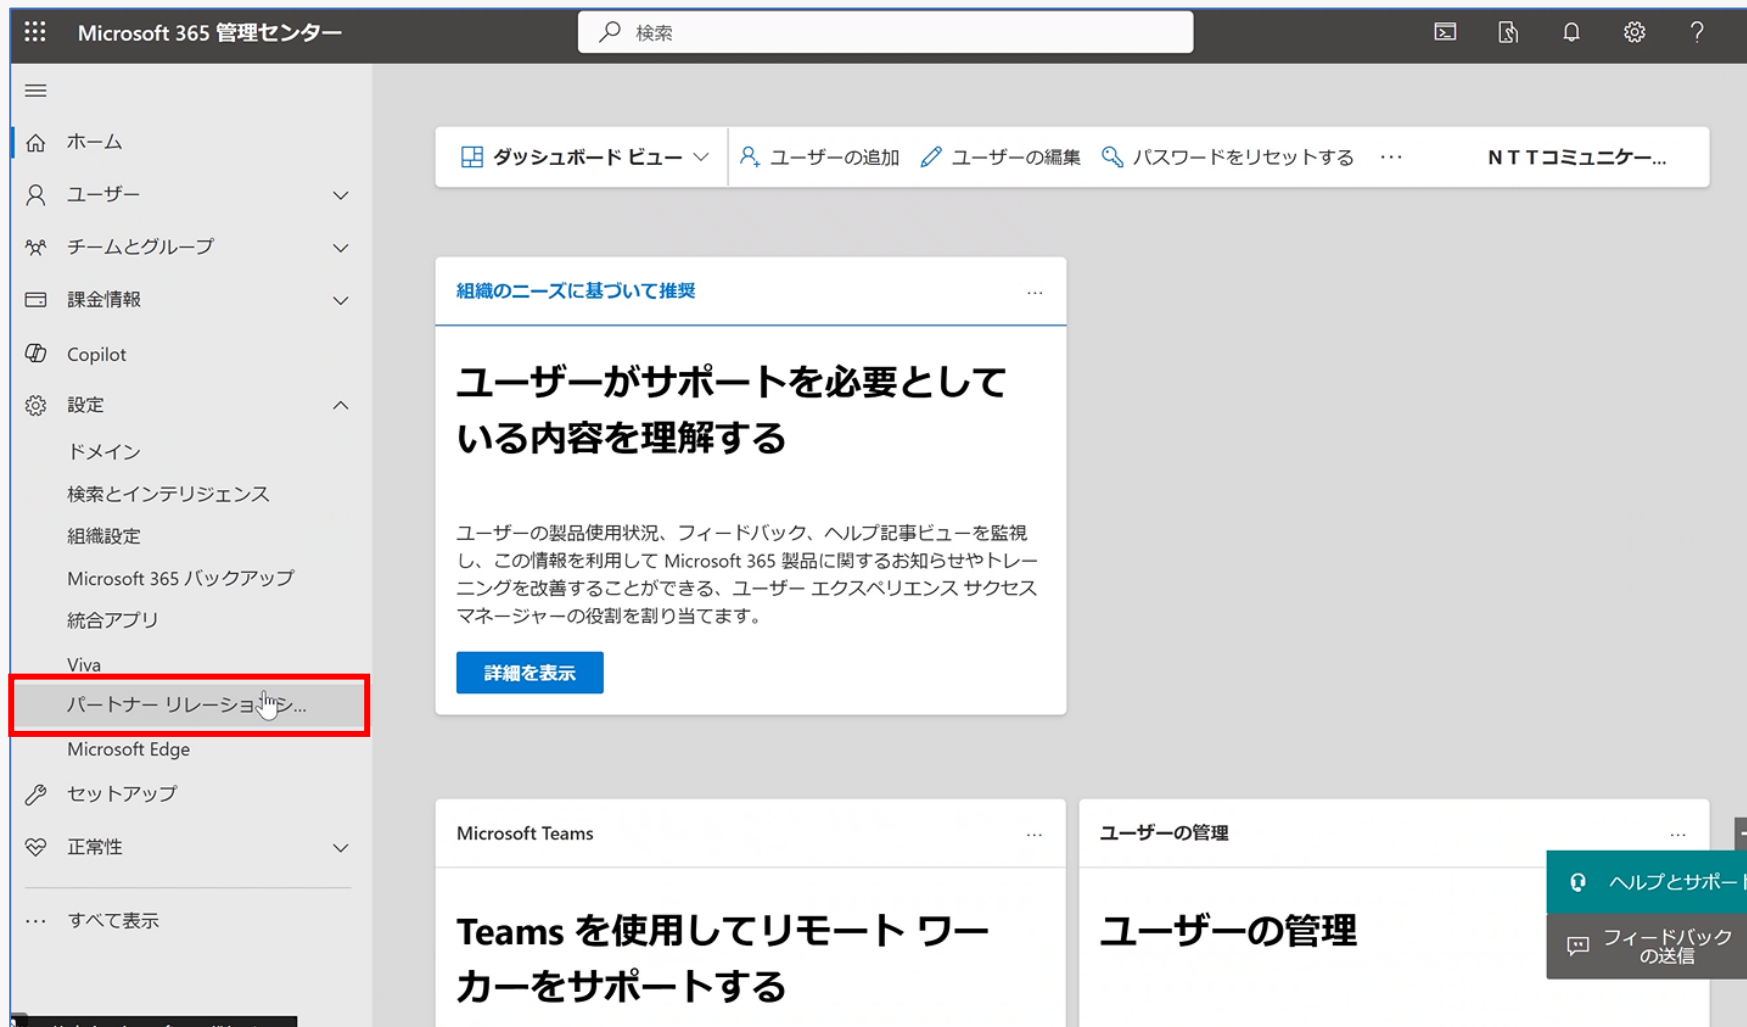 Microsoft 365 管理センター
検索
ホーム
ユーザー
チームとグループ
課金情報
Copilot
設定
ドメイン
検索とインテリジェンス
組織設定
Microsoft 365 バックアップ
統合アプリ
Viva
パートナー リレーションシ...
Microsoft Edge
セットアップ
正常性
すべて表示
ダッシュボード ビュー
ユーザーの追加
ユーザーの編集
パスワードをリセットする
NTTコミュニケー...
組織のニーズに基づいて推奨
ユーザーがサポートを必要として
いる内容を理解する
ユーザーの製品使用状況、フィードバック、ヘルプ記事ビューを監視
し、この情報を利用して Microsoft 365 製品に関するお知らせやトレー
ニングを改善することができる、ユーザー エクスペリエンス サクセス
マネージャーの役割を割り当てます。
詳細を表示
Microsoft Teams
Teams を使用してリモート ワー
カーをサポートする
ユーザーの管理
ユーザーの管理
ヘルプとサポート
フィードバック
の送信